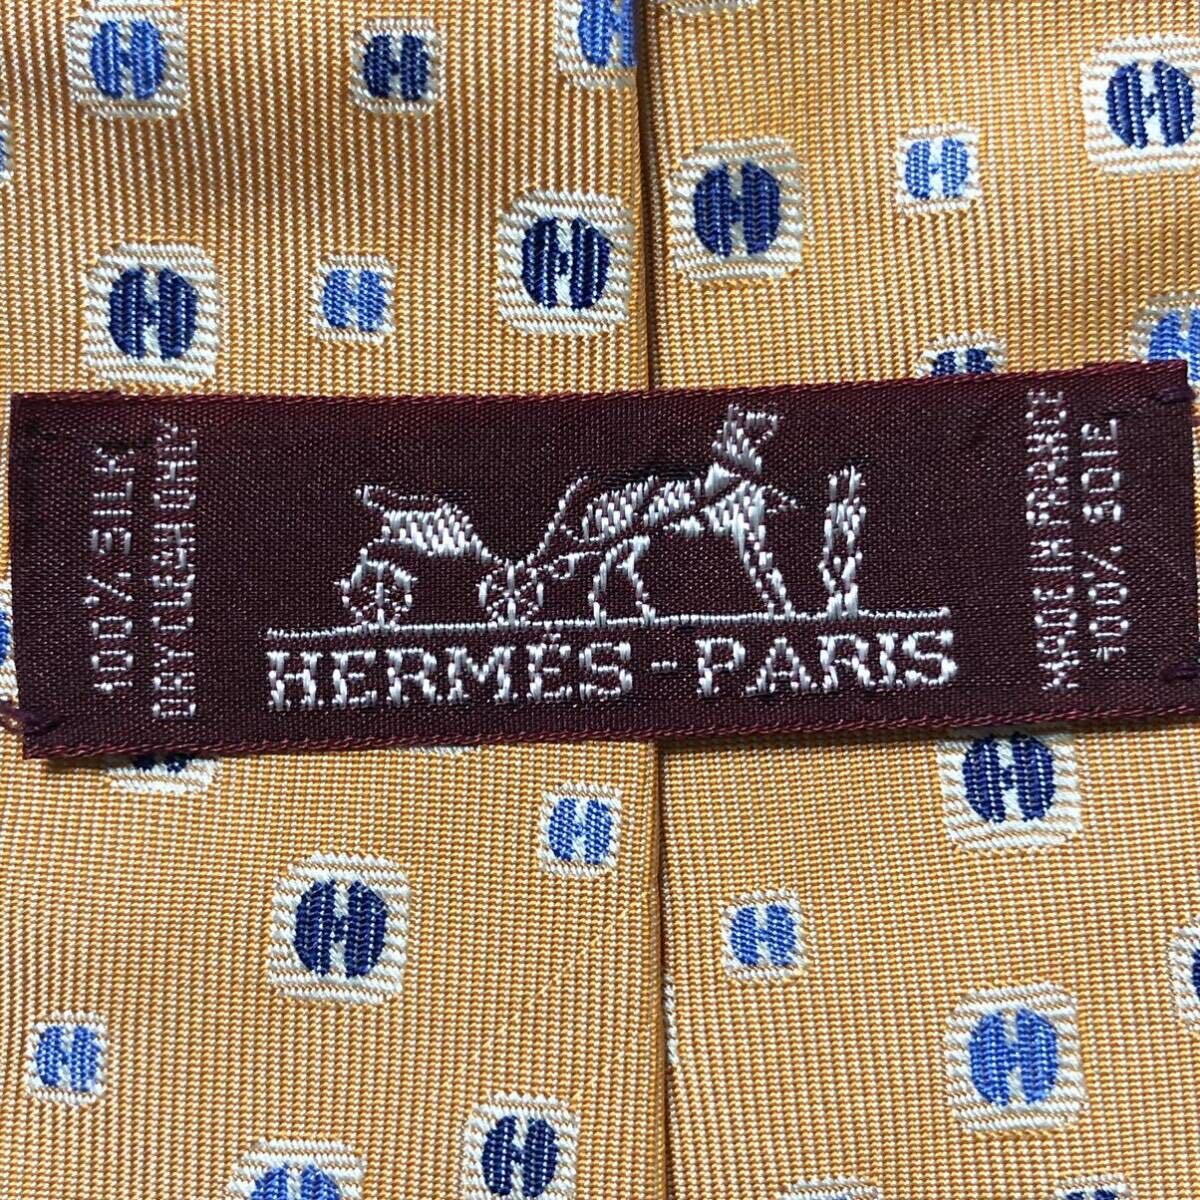 100% SILK
DRY CLEAN ONLY
HERMÈS-PARIS
MADE IN FRANCE
100% SOIE